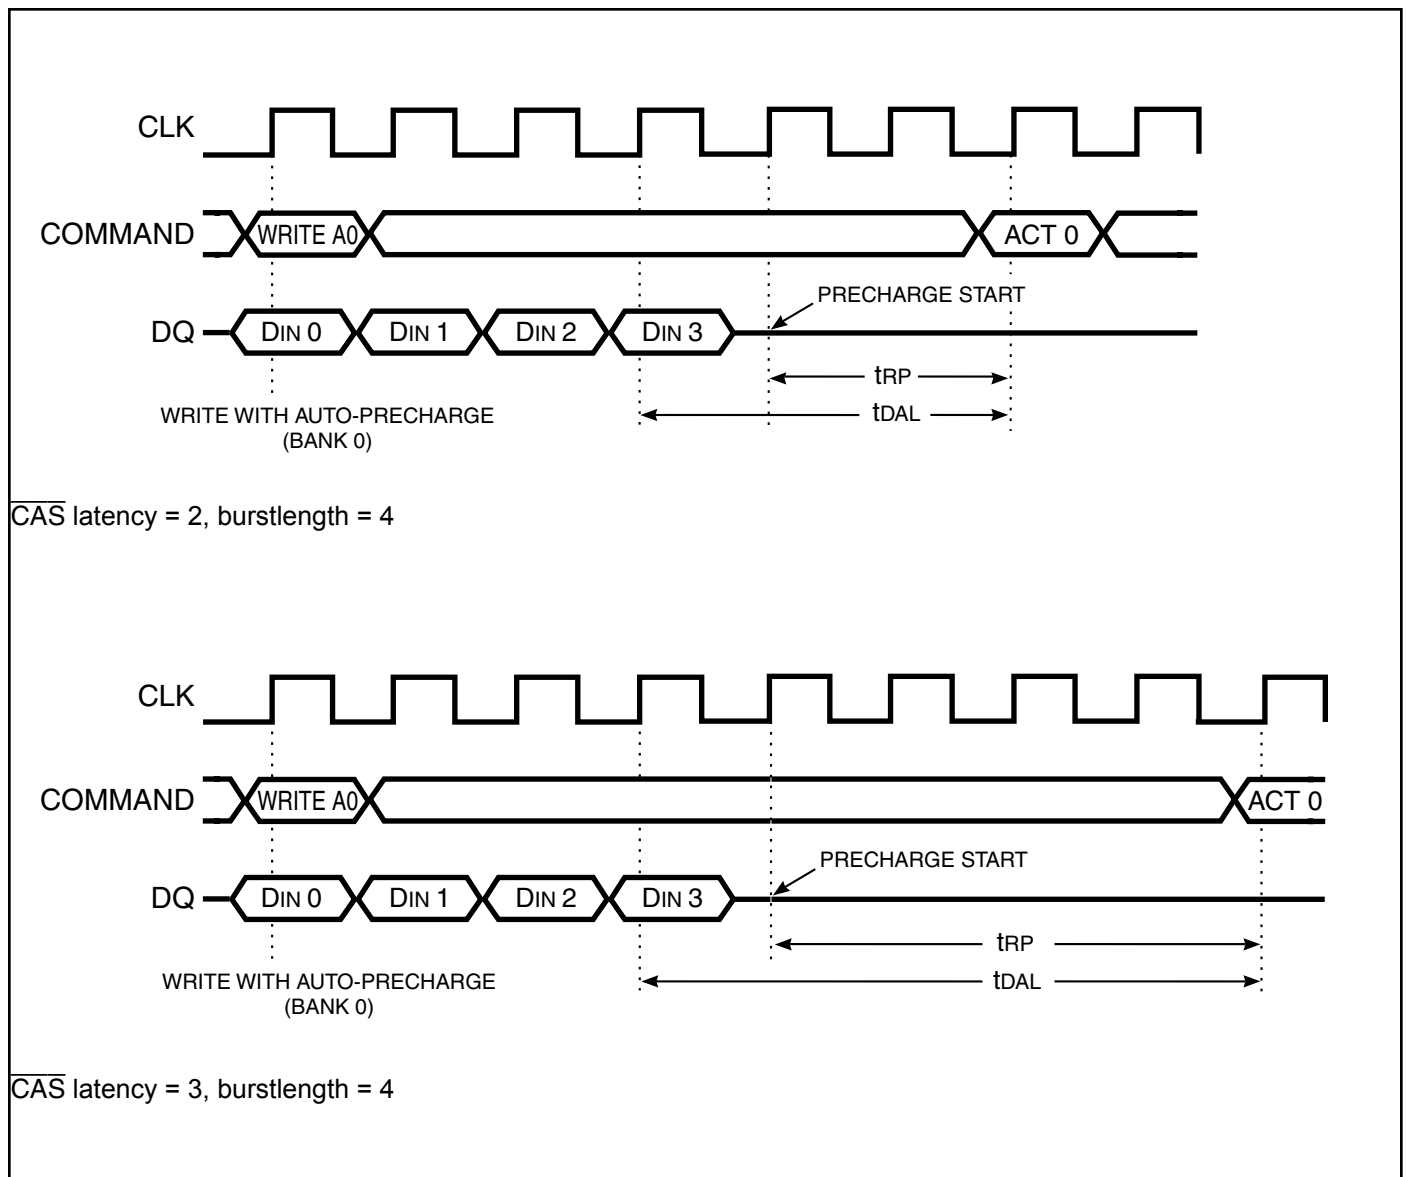 CLK
COMMAND
WRITE A0
ACT 0
PRECHARGE START
DQ
DIN 0
DIN 1
DIN 2
DIN 3
tRP
tDAL
WRITE WITH AUTO-PRECHARGE
(BANK 0)
CAS latency = 2, burstlength = 4
CLK
COMMAND
WRITE A0
ACT 0
PRECHARGE START
DQ
DIN 0
DIN 1
DIN 2
DIN 3
tRP
tDAL
WRITE WITH AUTO-PRECHARGE
(BANK 0)
CAS latency = 3, burstlength = 4